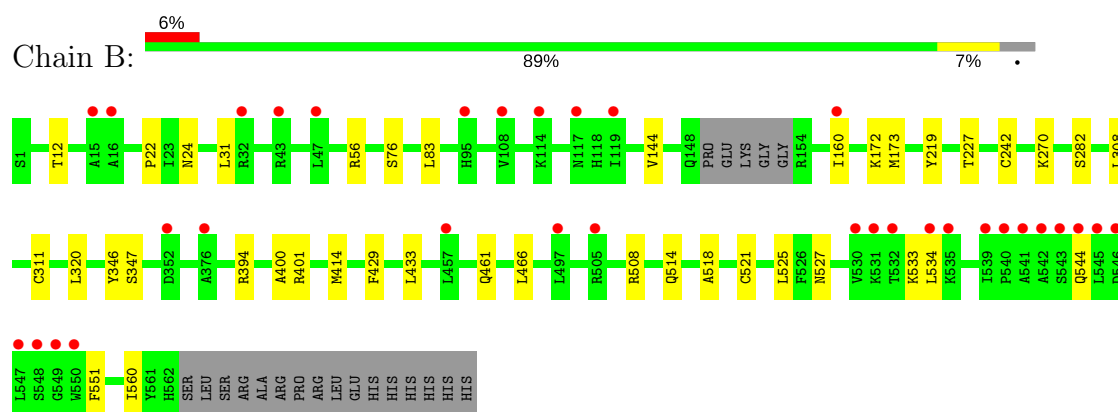 6%
Chain B:
89% 7% •
S1 T12 A15 A16 P22 I23 N24 L31 R32 R43 L47 R56 S76 L83 H95 V108 K114 N117 H118 I119 V144 Q148 PRO GLU LYS GLY GLY R154 I160 K172 M173 Y219 T227 C242 K270 S282 L308
C311 L320 Y346 S347 D352 A376 R394 A400 R401 M414 F429 L433 L457 Q461 L466 L497 R505 R508 Q514 A518 C521 L525 F526 N527 V530 K531 T532 K533 L534 K535 I539 P540 A541 A542 S543 Q544 L545
L547 S548 G549 W550 F551 I560 Y561 H562 SER LEU SER ARG ALA ARG PRO ARG LEU GLU HIS HIS HIS HIS HIS HIS